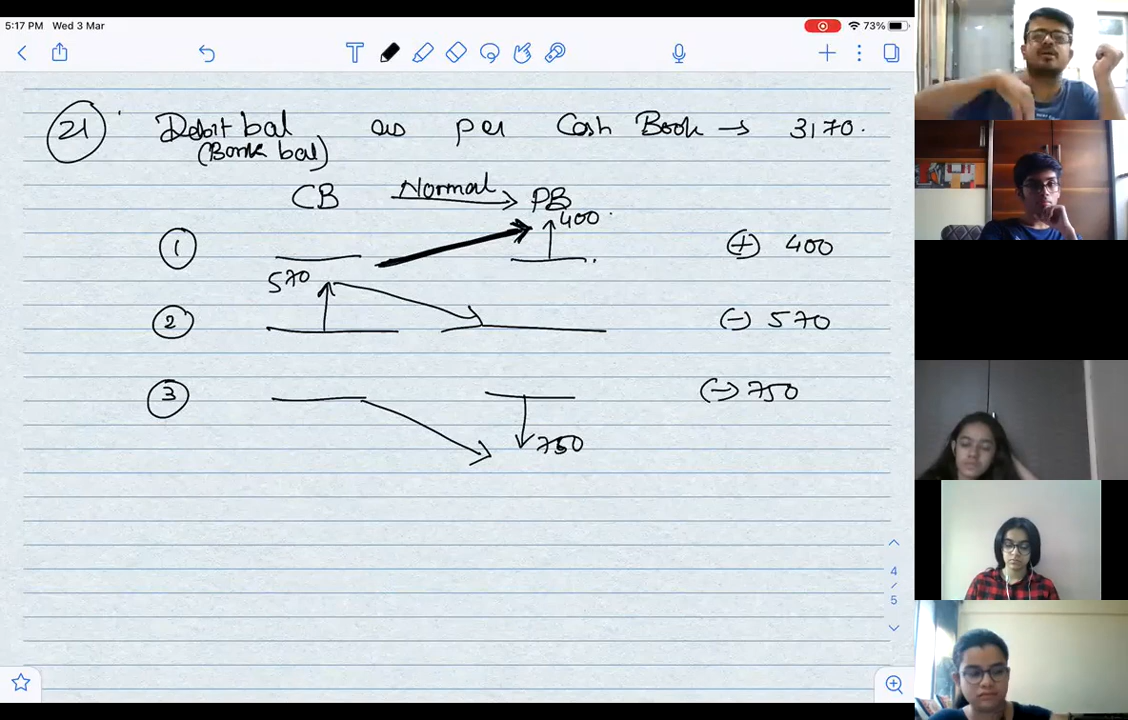 5:17 PM Wed 3 Mar 73%
T
21 Debit bal as per Cash Book → 3170.
(Bank bal)
CB Normal → PB
1 400 (+) 400
570
2 (-) 570
3 (-) 750
750
4
/
5